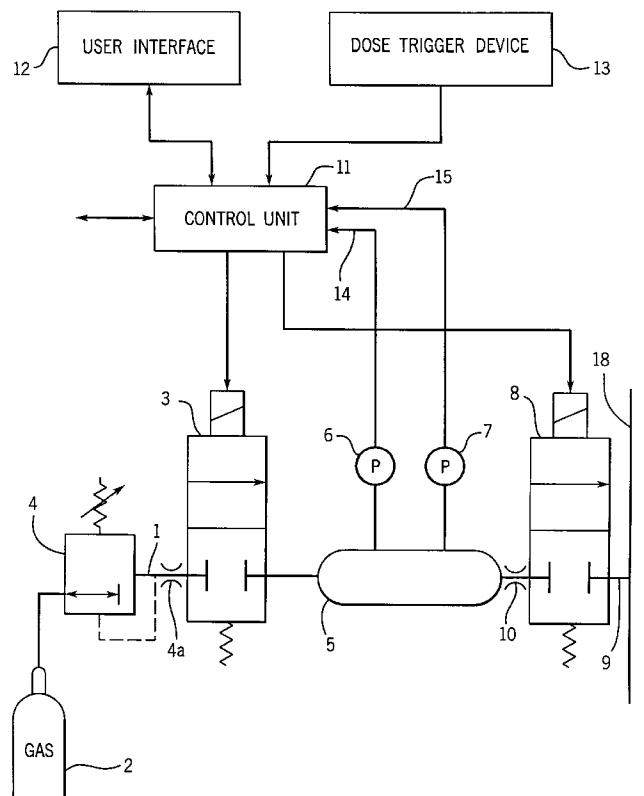 USER INTERFACE
12
DOSE TRIGGER DEVICE
13
11
15
CONTROL UNIT
14
3
8
18
6
P
7
P
4
1
4a
5
10
9
GAS
2